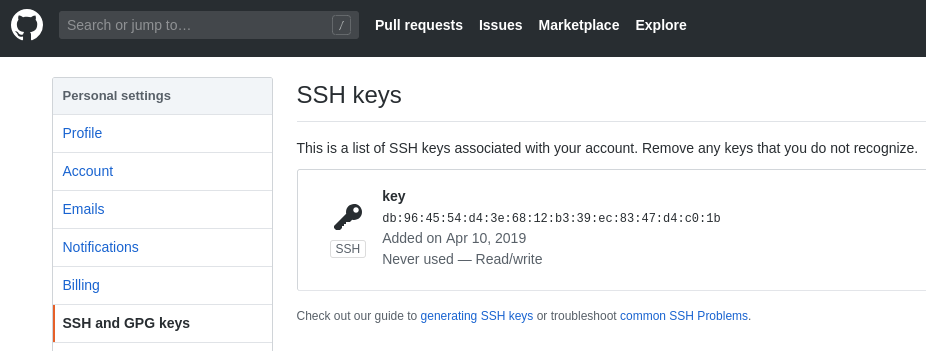 Search or jump to… /
Pull requests Issues Marketplace Explore
Personal settings
Profile
Account
Emails
Notifications
Billing
SSH and GPG keys
SSH keys
This is a list of SSH keys associated with your account. Remove any keys that you do not recognize.
SSH
key
db:96:45:54:d4:3e:68:12:b3:39:ec:83:47:d4:c0:1b
Added on Apr 10, 2019
Never used — Read/write
Check out our guide to generating SSH keys or troubleshoot common SSH Problems.